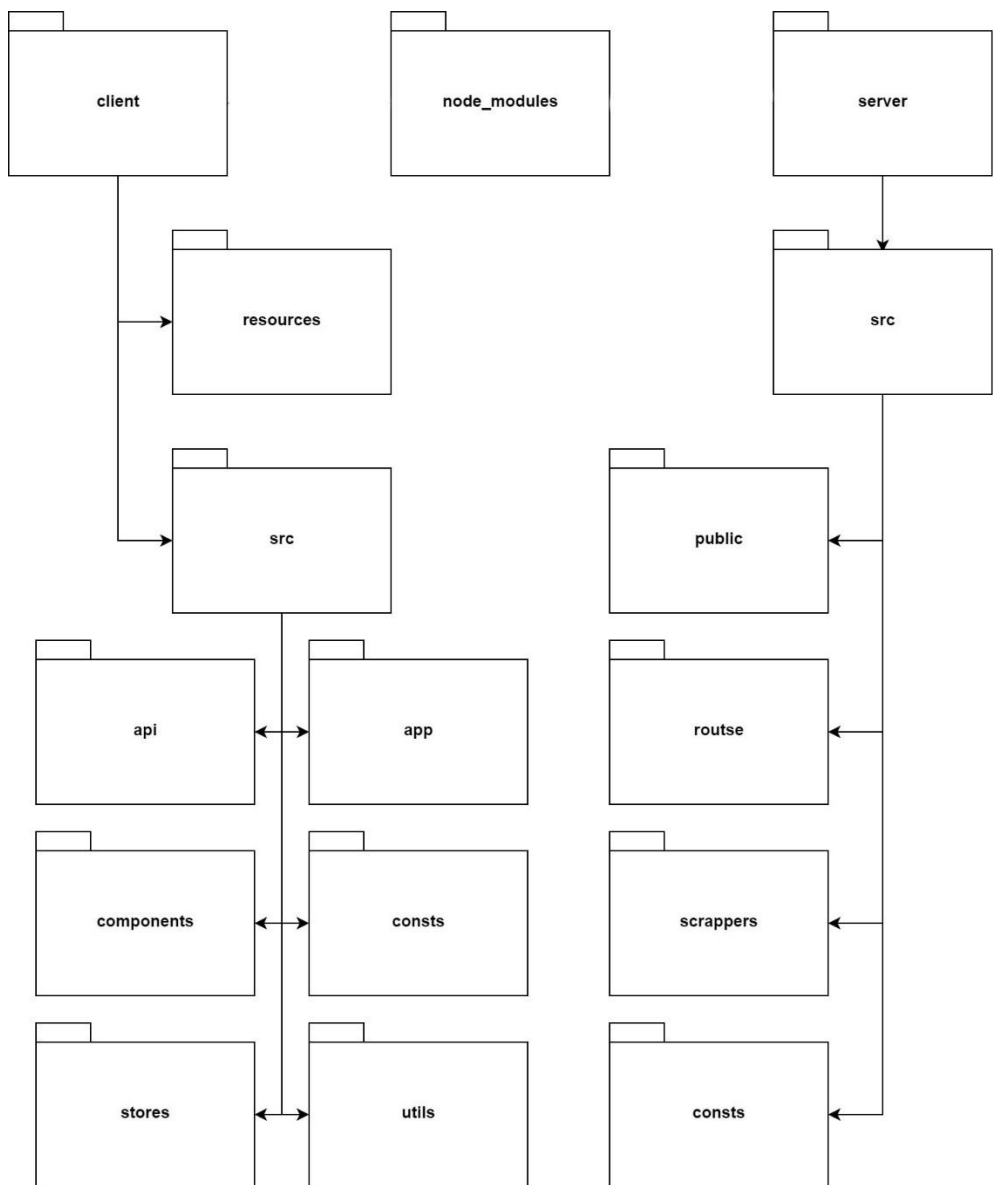 client
node_modules
server
resources
src
src
public
api
app
routse
components
consts
scrappers
stores
utils
consts